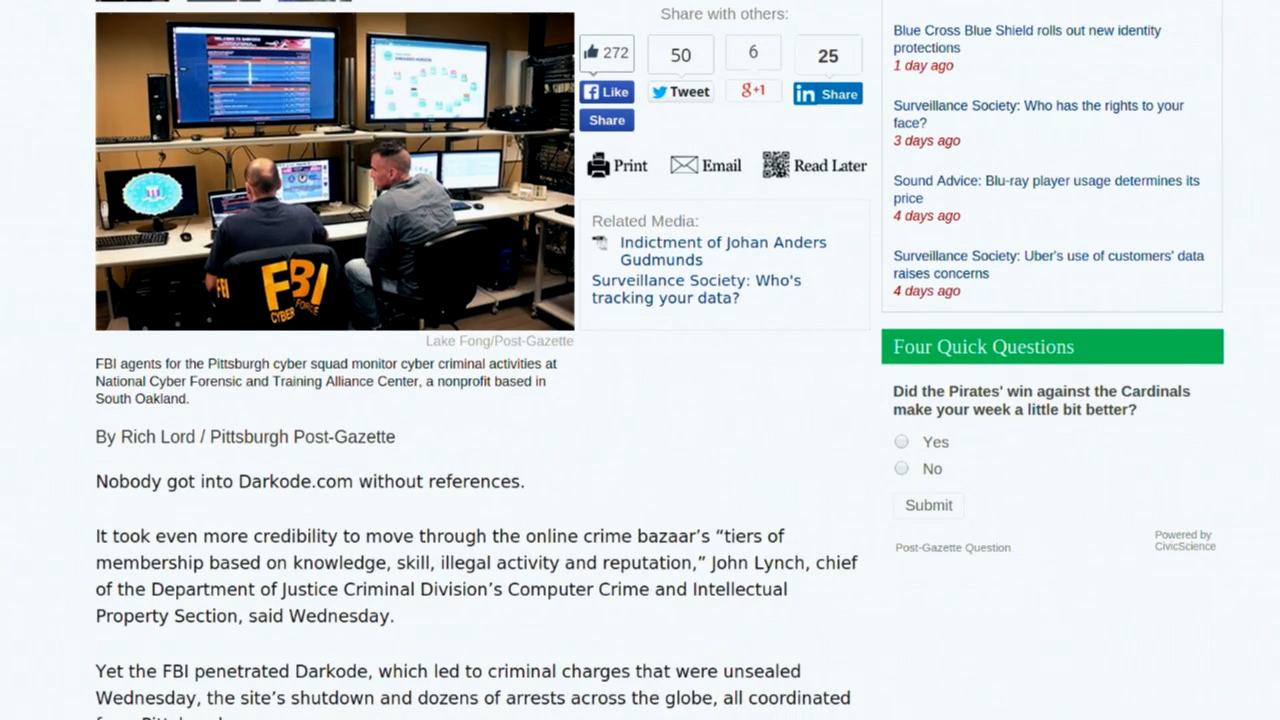 Share with others:
272
50
6
25
Like
Tweet
g+1
in Share
Share
Print
Email
Read Later
Related Media:
Indictment of Johan Anders
Gudmunds
Surveillance Society: Who's
tracking your data?
FBI
FBI
CYBER
FORCE
Lake Fong/Post-Gazette
FBI agents for the Pittsburgh cyber squad monitor cyber criminal activities at
National Cyber Forensic and Training Alliance Center, a nonprofit based in
South Oakland.
By Rich Lord / Pittsburgh Post-Gazette
Nobody got into Darkode.com without references.
It took even more credibility to move through the online crime bazaar’s “tiers of
membership based on knowledge, skill, illegal activity and reputation,” John Lynch, chief
of the Department of Justice Criminal Division’s Computer Crime and Intellectual
Property Section, said Wednesday.
Yet the FBI penetrated Darkode, which led to criminal charges that were unsealed
Wednesday, the site’s shutdown and dozens of arrests across the globe, all coordinated
Blue Cross Blue Shield rolls out new identity
protections
1 day ago
Surveillance Society: Who has the rights to your
face?
3 days ago
Sound Advice: Blu-ray player usage determines its
price
4 days ago
Surveillance Society: Uber's use of customers' data
raises concerns
4 days ago
Four Quick Questions
Did the Pirates' win against the Cardinals
make your week a little bit better?
Yes
No
Submit
Post-Gazette Question
Powered by
CivicScience